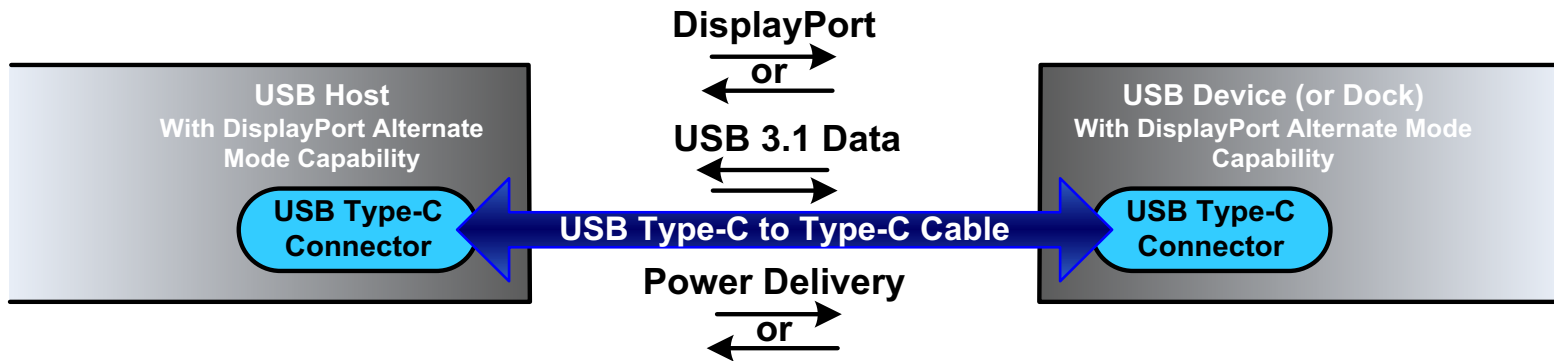 DisplayPort
or
USB Host
With DisplayPort Alternate
Mode Capability
USB Device (or Dock)
With DisplayPort Alternate Mode
Capability
USB 3.1 Data
USB Type-C
Connector
USB Type-C to Type-C Cable
USB Type-C
Connector
Power Delivery
or